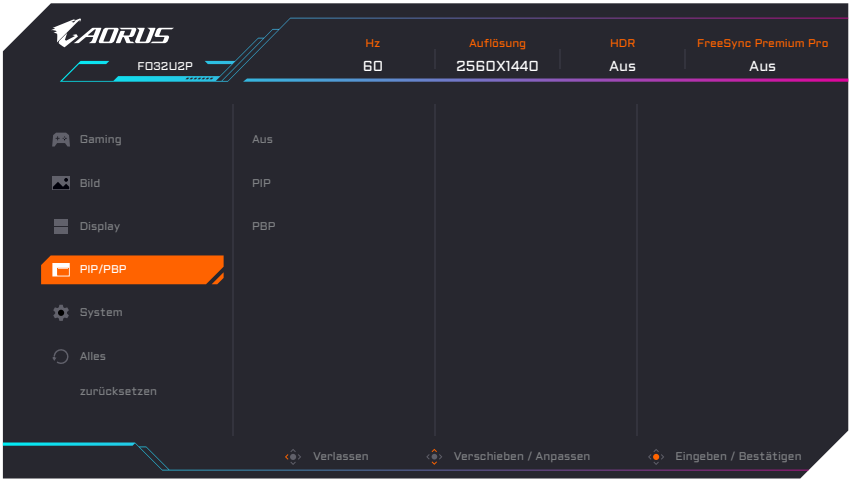 AORUS
FO32U2P
Hz
Auflösung
HDR
FreeSync Premium Pro
60
2560X1440
Aus
Aus
Gaming
Aus
Bild
PIP
Display
PBP
PIP/PBP
System
Alles
zurücksetzen
Verlassen
Verschieben / Anpassen
Eingeben / Bestätigen